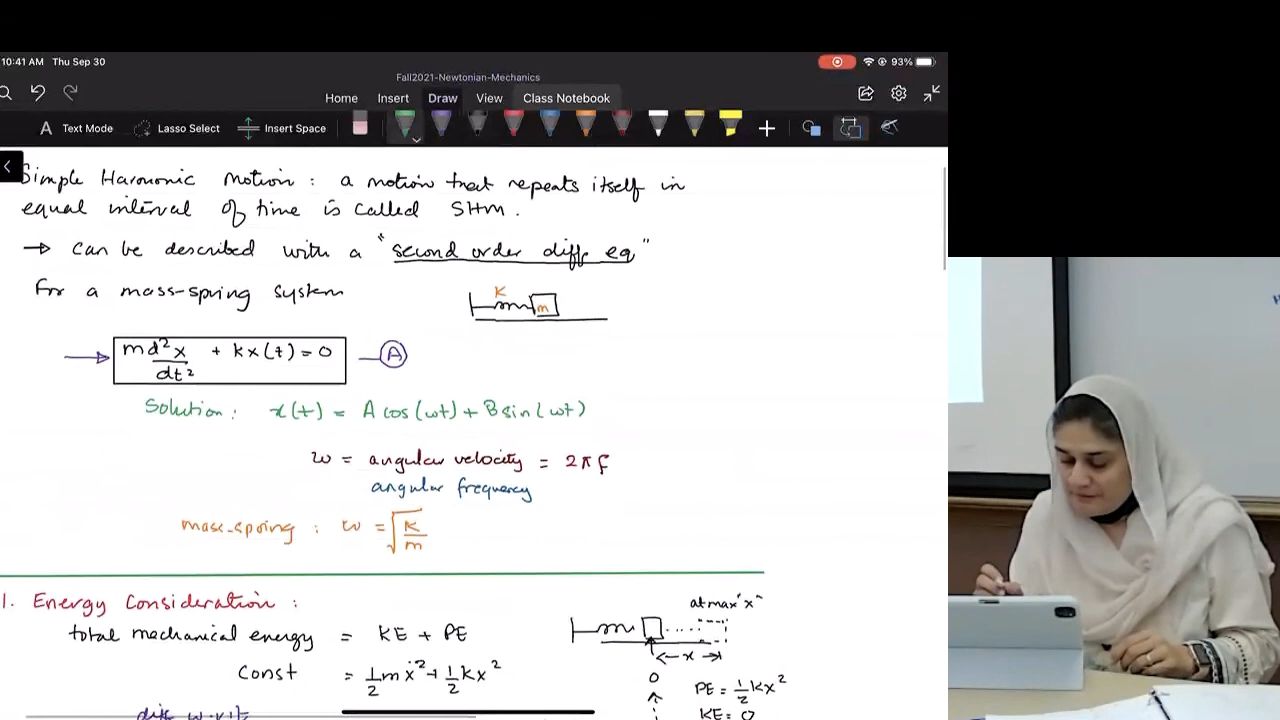 10:41 AM Thu Sep 30
93%
Fall2021-Newtonian-Mechanics
Home Insert Draw View Class Notebook
Text Mode Lasso Select Insert Space
Simple Harmonic Motion : a motion that repeats itself in
equal interval of time is called SHM.
→ Can be described with a "second order diff eq"
For a mass-spring system
K
m
md²x/dt² + kx(t) = 0 — A
Solution : x(t) = A cos(ωt) + B sin(ωt)
ω = angular velocity = 2πf
angular frequency
mass-spring : ω = √(K/m)
1. Energy Consideration :
at max "x"
total mechanical energy = KE + PE
x
Const = 1/2 mẋ² + 1/2 kx²
0
PE = 1/2 kx²
KE = 0